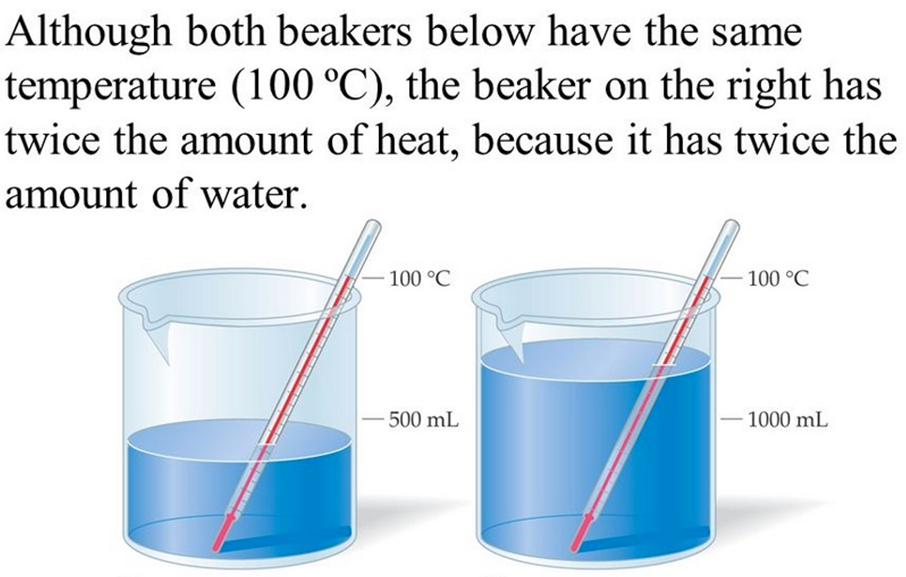 Although both beakers below have the same
temperature (100 ºC), the beaker on the right has
twice the amount of heat, because it has twice the
amount of water.
100 °C
100 °C
500 mL
1000 mL